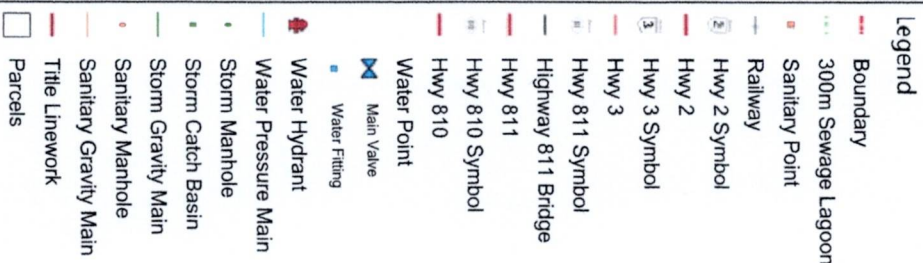 Legend
Boundary
300m Sewage Lagoon
Sanitary Point
Railway
2
Hwy 2 Symbol
Hwy 2
3
Hwy 3 Symbol
Hwy 3
Hwy 811 Symbol
Highway 811 Bridge
Hwy 811
Hwy 810 Symbol
Hwy 810
Water Point
Main Valve
Water Fitting
Water Hydrant
Water Pressure Main
Storm Manhole
Storm Catch Basin
Storm Gravity Main
Sanitary Manhole
Sanitary Gravity Main
Title Linework
Parcels